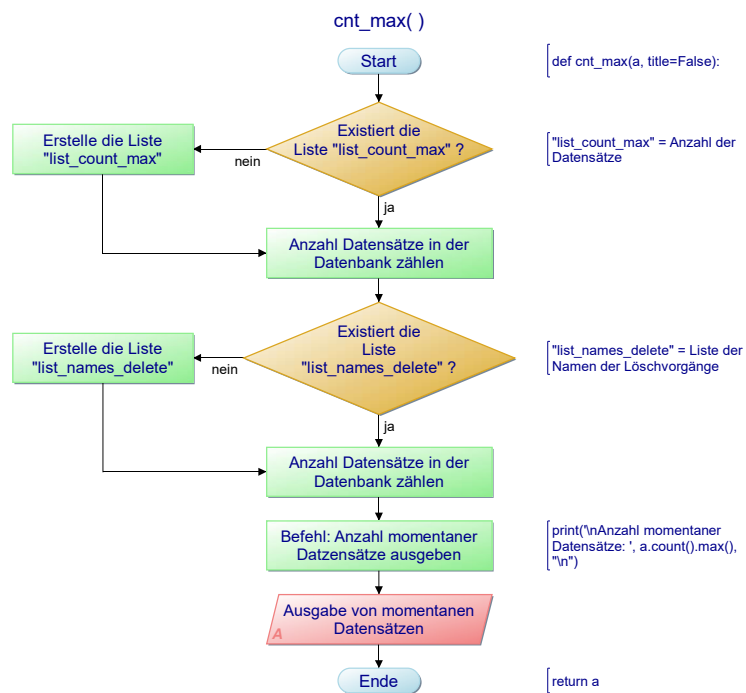 cnt_max( )
Start
def cnt_max(a, title=False):
Existiert die
Liste "list_count_max" ?
Erstelle die Liste
"list_count_max"
nein
"list_count_max" = Anzahl der
Datensätze
ja
Anzahl Datensätze in der
Datenbank zählen
Existiert die
Liste
"list_names_delete" ?
Erstelle die Liste
"list_names_delete"
nein
"list_names_delete" = Liste der
Namen der Löschvorgänge
ja
Anzahl Datensätze in der
Datenbank zählen
Befehl: Anzahl momentaner
Datzensätze ausgeben
print('\nAnzahl momentaner
Datensätze: ', a.count().max(),
"\n")
Ausgabe von momentanen
Datensätzen
A
Ende
return a